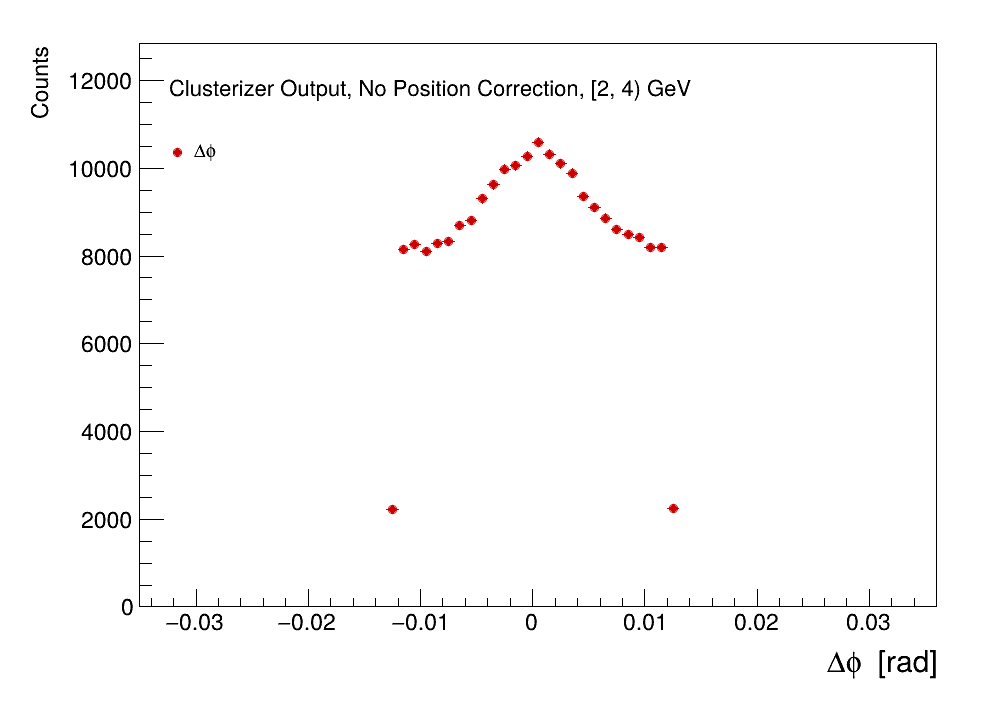 Counts
12000
Clusterizer Output, No Position Correction, [2, 4) GeV
Δϕ
10000
8000
6000
4000
2000
0
−0.03 −0.02 −0.01 0 0.01 0.02 0.03
Δϕ [rad]